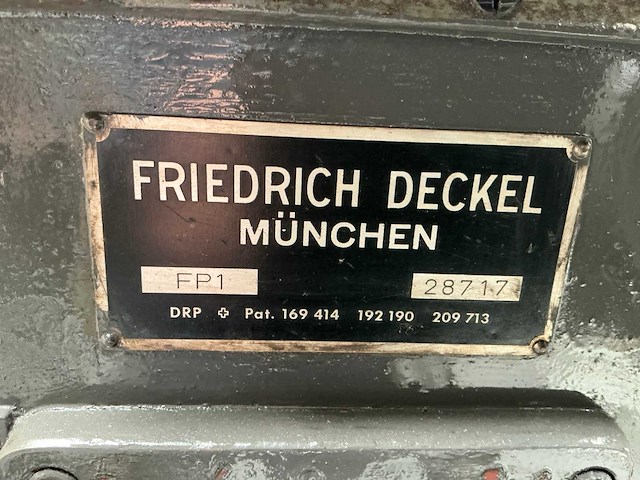 FRIEDRICH DECKEL
MÜNCHEN
FP1 28717
DRP ✚ Pat. 169 414 192 190 209 713